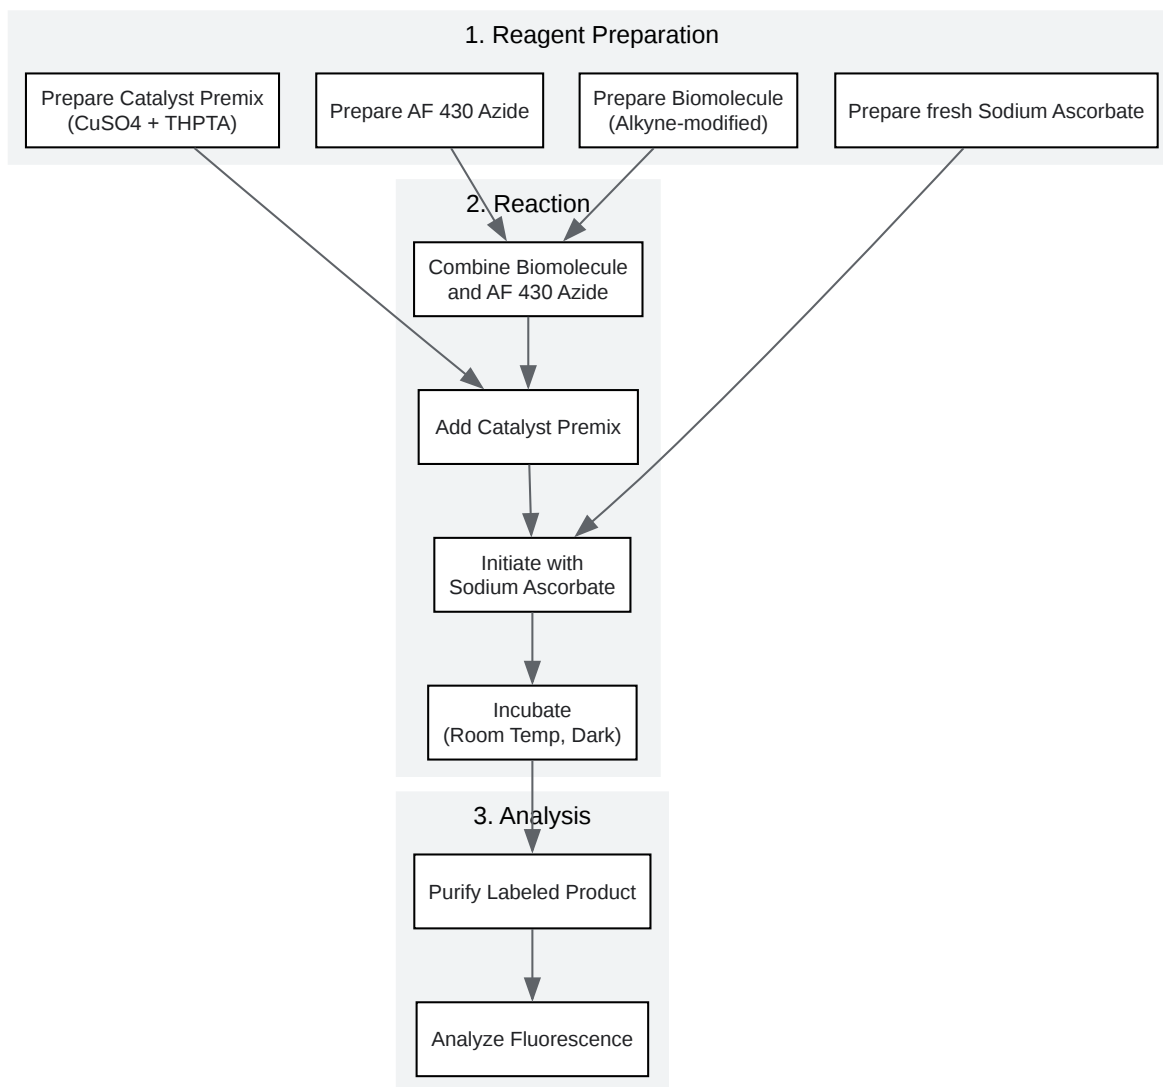 1. Reagent Preparation
Prepare Catalyst Premix
(CuSO4 + THPTA)
Prepare AF 430 Azide
Prepare Biomolecule
(Alkyne-modified)
Prepare fresh Sodium Ascorbate
2. Reaction
Combine Biomolecule
and AF 430 Azide
Add Catalyst Premix
Initiate with
Sodium Ascorbate
Incubate
(Room Temp, Dark)
3. Analysis
Purify Labeled Product
Analyze Fluorescence